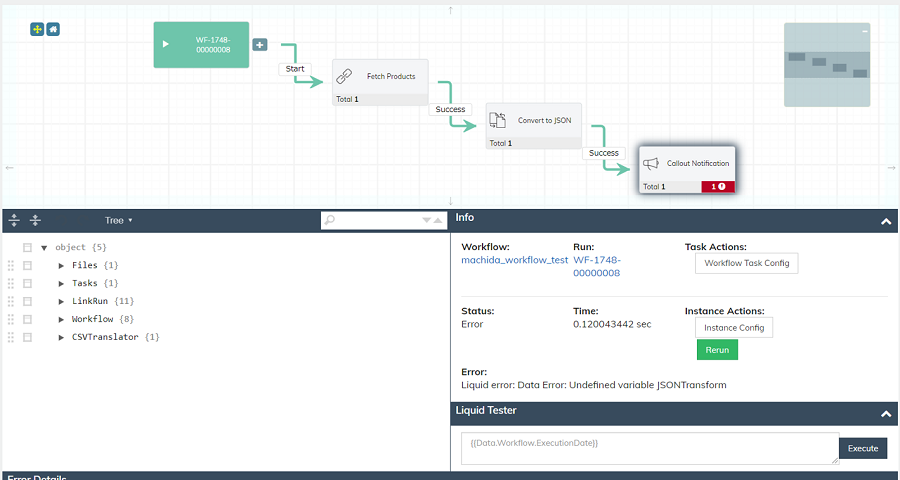 WF-1748-
00000008
Start
Fetch Products
Total 1
Success
Convert to JSON
Total 1
Success
Callout Notification
Total 1
1
Tree
Info
object {5}
Files {1}
Tasks {1}
LinkRun {11}
Workflow {8}
CSVTranslator {1}
Workflow: Run: Task Actions:
machida_workflow_test WF-1748-
00000008
Workflow Task Config
Status: Time: Instance Actions:
Error 0.120043442 sec
Instance Config
Rerun
Error:
Liquid error: Data Error: Undefined variable JSONTransform
Liquid Tester
{{Data.Workflow.ExecutionDate}}
Execute
Error Details